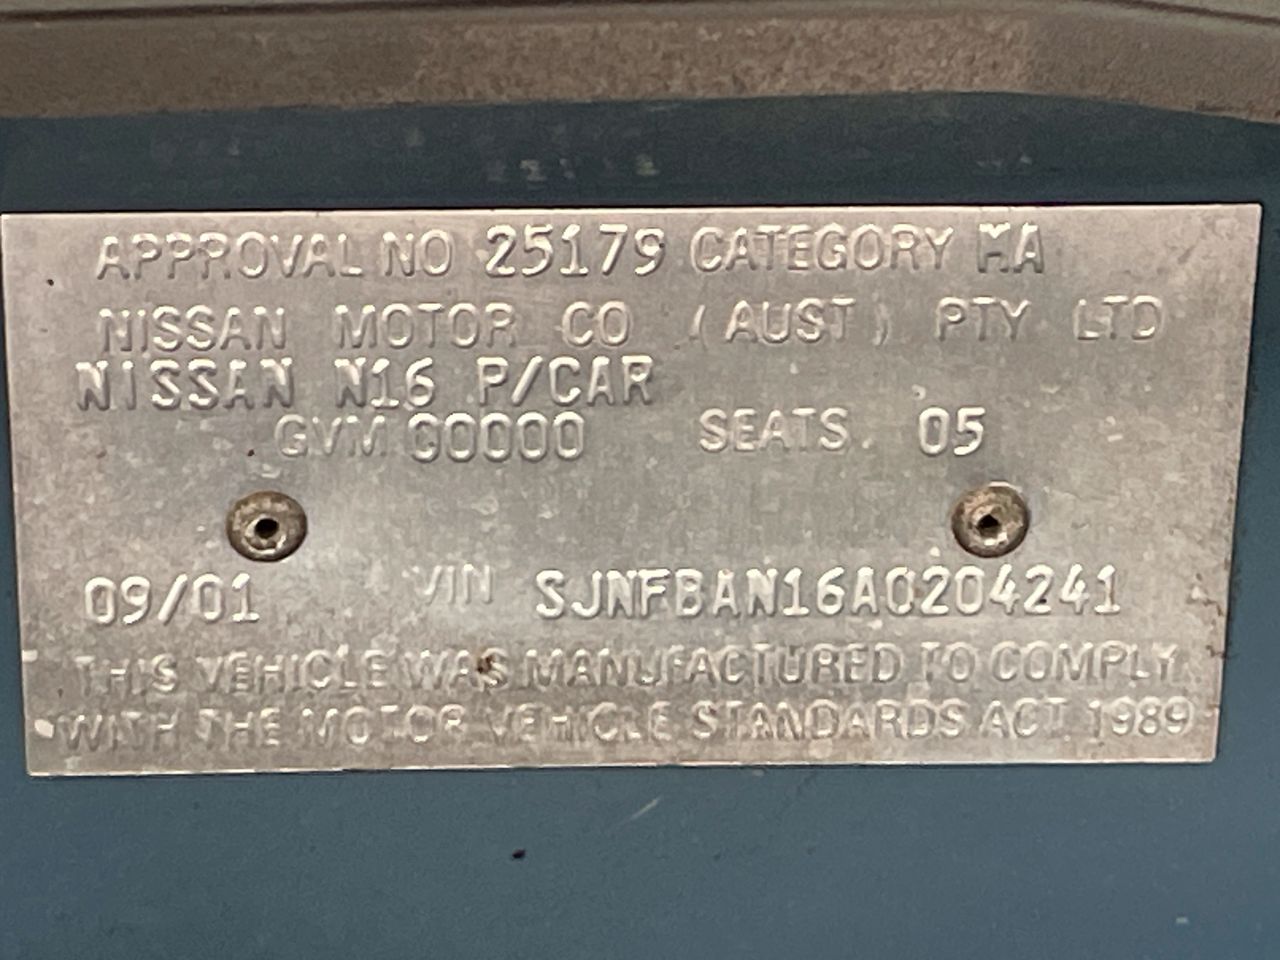 APPROVAL NO 25179 CATEGORY MA
NISSAN MOTOR CO (AUST) PTY LTD
NISSAN N16 P/CAR
GVM 00000 SEATS. 05
09/01 VIN SJNFBAN16A0204241
THIS VEHICLE WAS MANUFACTURED TO COMPLY
WITH THE MOTOR VEHICLE STANDARDS ACT 1989